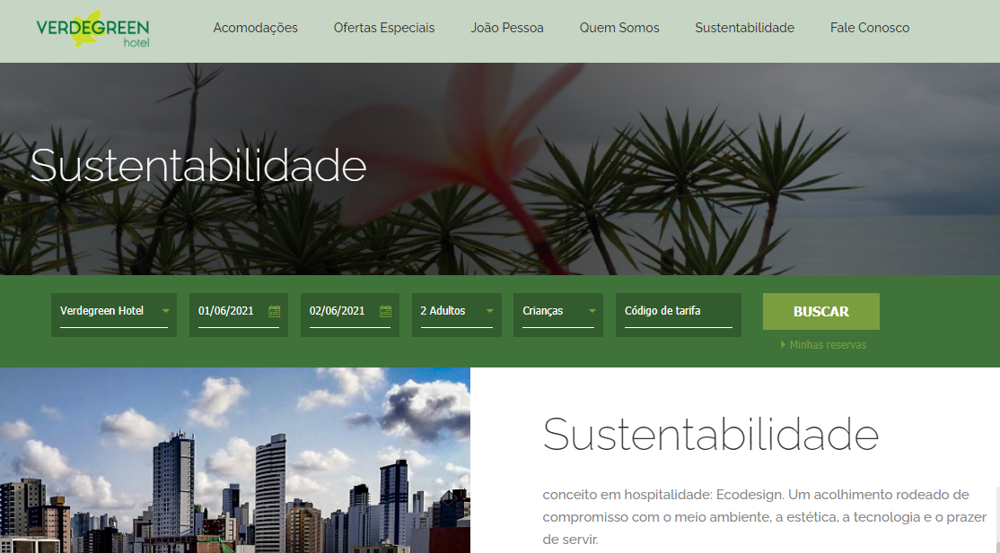 VERDEGREEN
hotel
Acomodações Ofertas Especiais João Pessoa Quem Somos Sustentabilidade Fale Conosco
Sustentabilidade
Verdegreen Hotel 01/06/2021 02/06/2021 2 Adultos Crianças Código de tarifa BUSCAR
Minhas reservas
Sustentabilidade
conceito em hospitalidade: Ecodesign. Um acolhimento rodeado de
compromisso com o meio ambiente, a estética, a tecnologia e o prazer
de servir.